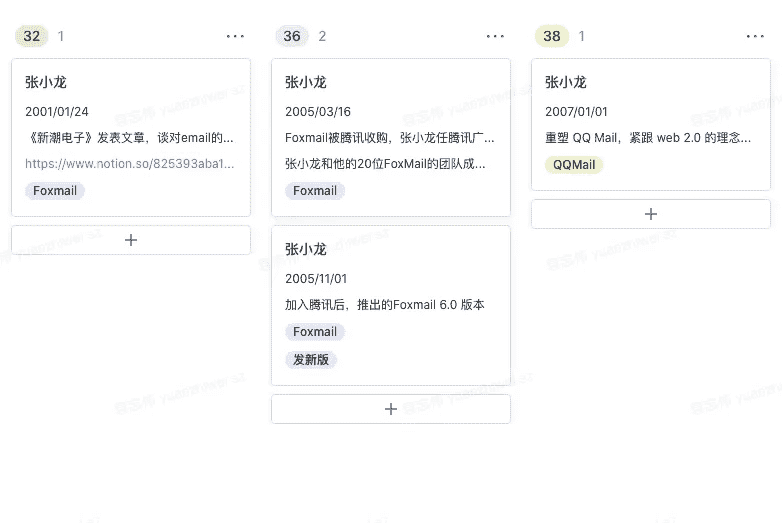 32 1 ...
张小龙
2001/01/24
《新潮电子》发表文章，谈对email的...
https://www.notion.so/825393aba1...
Foxmail
+
36 2 ...
张小龙
2005/03/16
Foxmail被腾讯收购，张小龙任腾讯广...
张小龙和他的20位FoxMail的团队成...
Foxmail
张小龙
2005/11/01
加入腾讯后，推出的Foxmail 6.0 版本
Foxmail
发新版
+
38 1 ...
张小龙
2007/01/01
重塑 QQ Mail，紧跟 web 2.0 的理念...
QQMail
+